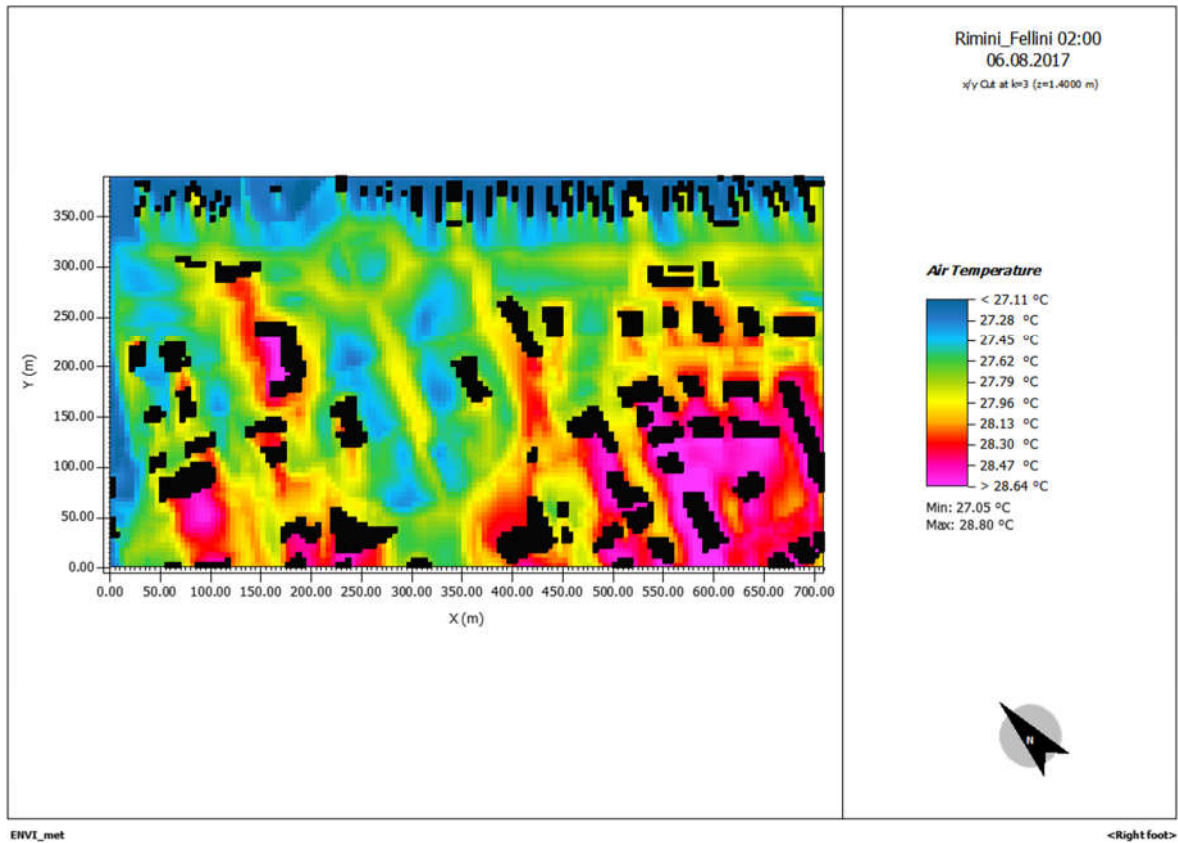 Rimini_Fellini 02:00
06.08.2017
x/y Cut at k=3 (z=1.4000 m)
350.00
300.00
250.00
200.00
150.00
100.00
50.00
0.00
Y (m)
0.00 50.00 100.00 150.00 200.00 250.00 300.00 350.00 400.00 450.00 500.00 550.00 600.00 650.00 700.00
X (m)
Air Temperature
< 27.11 °C
27.28 °C
27.45 °C
27.62 °C
27.79 °C
27.96 °C
28.13 °C
28.30 °C
28.47 °C
> 28.64 °C
Min: 27.05 °C
Max: 28.80 °C
N
ENVI_met
<Right foot>